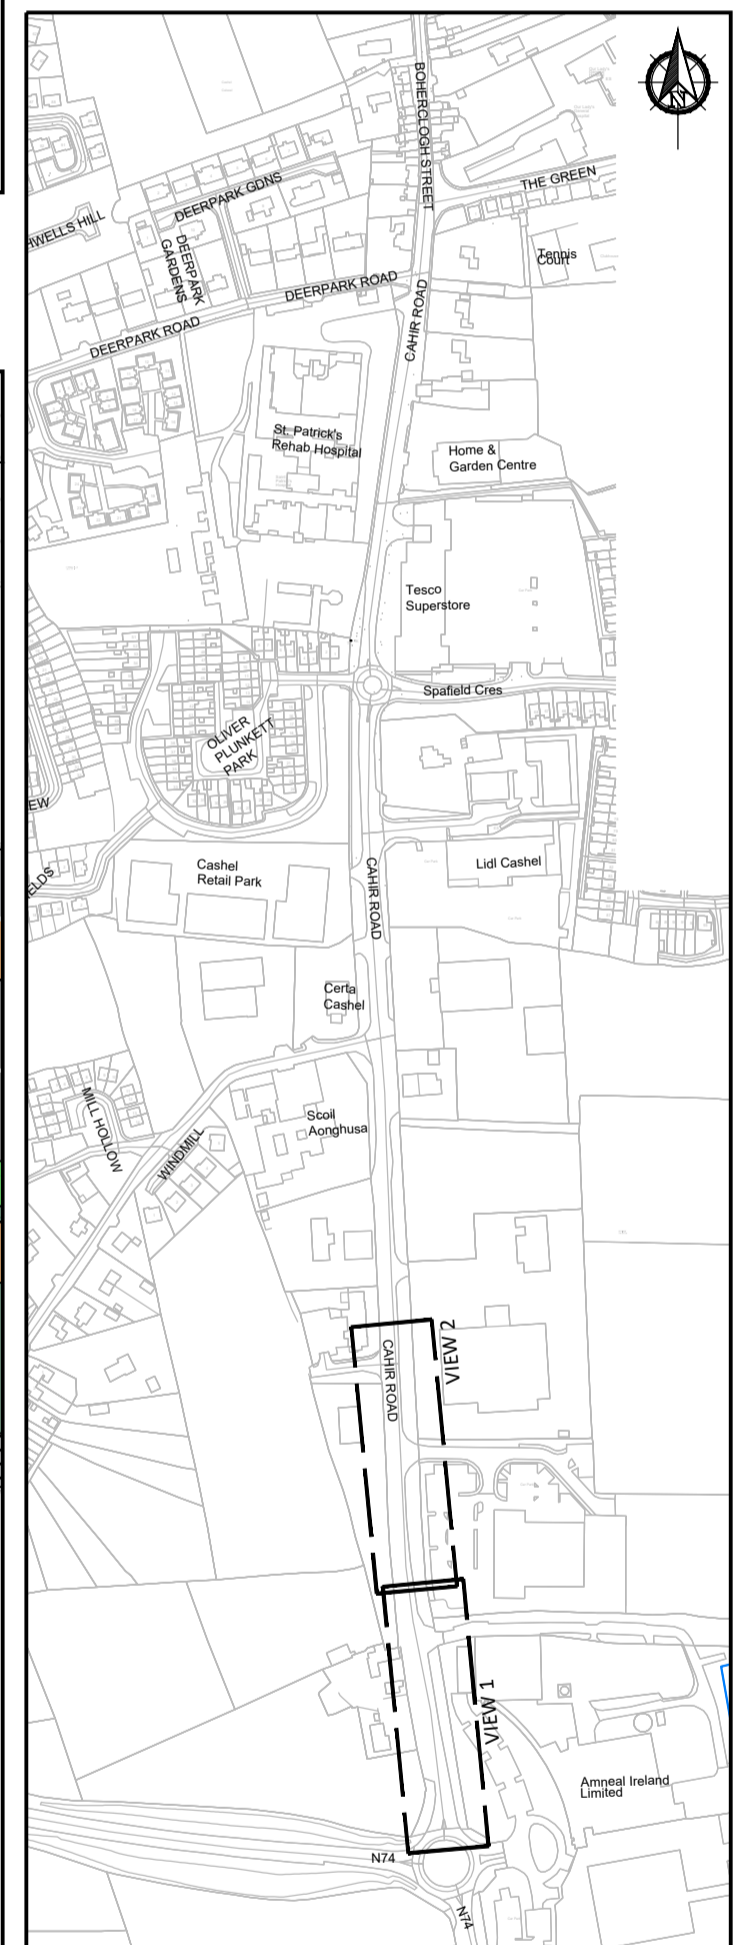 N
BOHERCLOGH STREET
THE GREEN
DEERPARK GDNS
HWELLS HILL
DEERPARK
GARDENS
Tennis
Court
DEERPARK ROAD
CAHIR ROAD
DEERPARK ROAD
St. Patrick's
Rehab Hospital
Home &
Garden Centre
Tesco
Superstore
Spafield Cres
OLIVER
PLUNKETT
PARK
EW
Cashel
Retail Park
Lidl Cashel
ELDS
CAHIR ROAD
Certa
Cashel
Scoil
Aonghusa
MILL HOLLOW
WINDMILL
VIEW 2
CAHIR ROAD
VIEW 1
Amneal Ireland
Limited
N74
N74